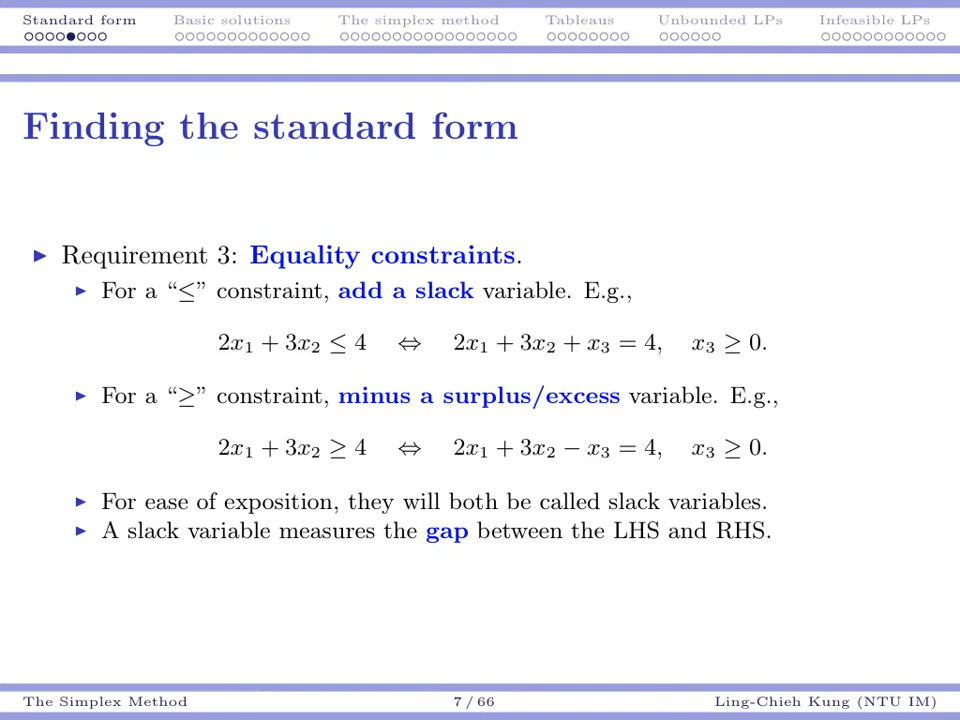 Standard form Basic solutions The simplex method Tableaus Unbounded LPs Infeasible LPs
Finding the standard form
▶ Requirement 3: Equality constraints.
▶ For a “≤” constraint, add a slack variable. E.g.,
2x₁ + 3x₂ ≤ 4 ⇔ 2x₁ + 3x₂ + x₃ = 4, x₃ ≥ 0.
▶ For a “≥” constraint, minus a surplus/excess variable. E.g.,
2x₁ + 3x₂ ≥ 4 ⇔ 2x₁ + 3x₂ − x₃ = 4, x₃ ≥ 0.
▶ For ease of exposition, they will both be called slack variables.
▶ A slack variable measures the gap between the LHS and RHS.
The Simplex Method 7 / 66 Ling-Chieh Kung (NTU IM)